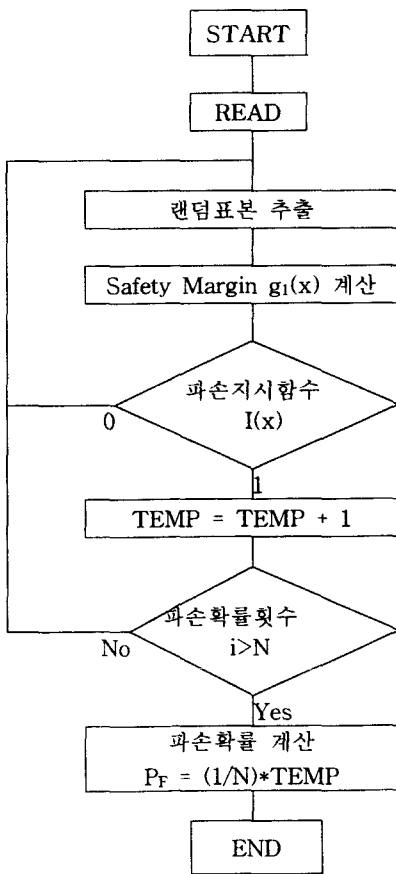 START
READ
랜덤표본 추출
Safety Margin g₁(x) 계산
파손지시함수
I(x)
0
1
TEMP = TEMP + 1
파손확률횟수
i>N
No
Yes
파손확률 계산
P_F = (1/N)*TEMP
END